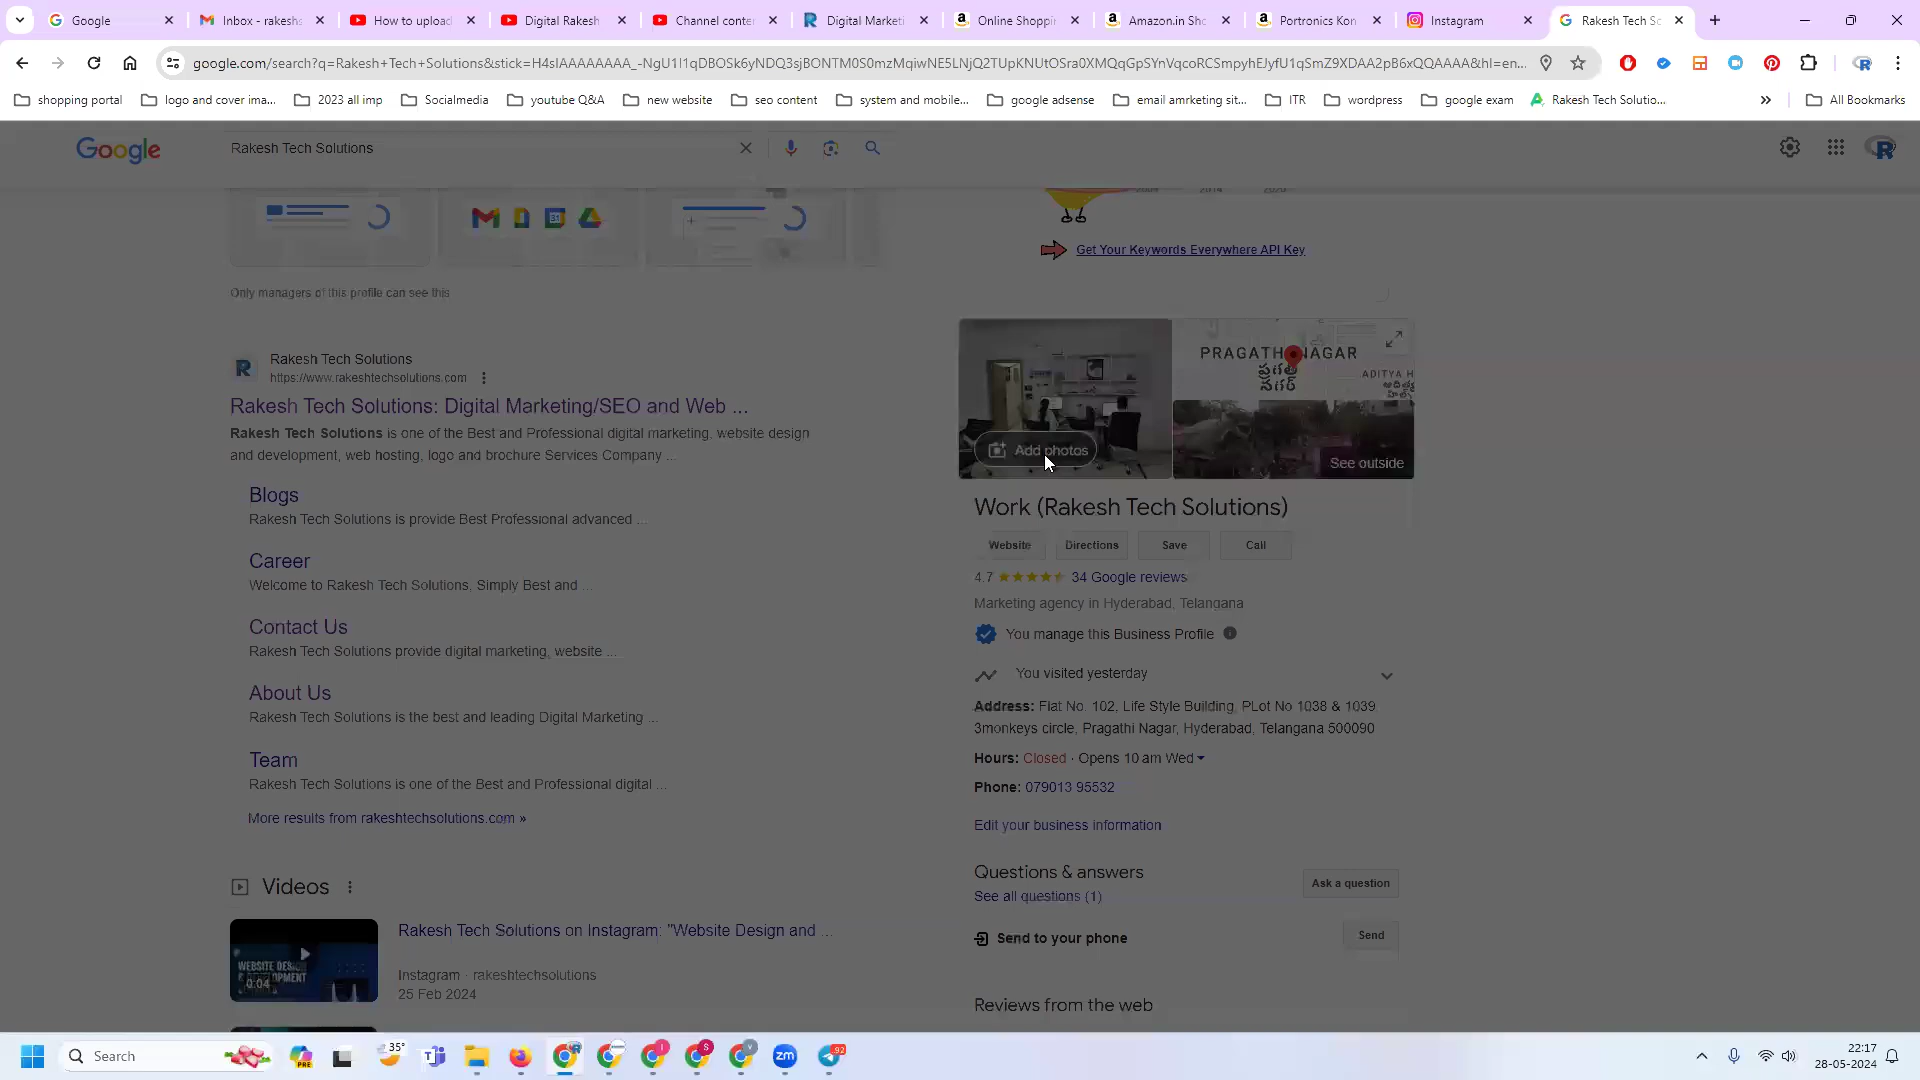 Google
Inbox - rakeshs
How to upload
Digital Rakesh
Channel conter
Digital Marketi
Online Shoppi
Amazon.in Sho
Portronics Kon
Instagram
Rakesh Tech Sc
google.com/search?q=Rakesh+Tech+Solutions&stick=H4sIAAAAAAAA_-NgU1I1qDBOSk6yNDQ3sjBONTM0S0mzMqiwNE5LNjQ2TUpKNUtOSra0XMQqGpSYnVqcoRCSmpyhEJyfU1qSmZ9XDAA2pB6xQQAAAA&hl=en...
shopping portal
logo and cover ima...
2023 all imp
Socialmedia
youtube Q&A
new website
seo content
system and mobile...
google adsense
email amrketing sit...
ITR
wordpress
google exam
Rakesh Tech Solutio...
»
All Bookmarks
Google
Rakesh Tech Solutions
Get Your Keywords Everywhere API Key
Only managers of this profile can see this
Rakesh Tech Solutions
https://www.rakeshtechsolutions.com
Rakesh Tech Solutions: Digital Marketing/SEO and Web ...
Rakesh Tech Solutions is one of the Best and Professional digital marketing, website design
and development, web hosting, logo and brochure Services Company ...
Blogs
Rakesh Tech Solutions is provide Best Professional advanced ...
Career
Welcome to Rakesh Tech Solutions, Simply Best and ...
Contact Us
Rakesh Tech Solutions provide digital marketing, website ...
About Us
Rakesh Tech Solutions is the best and leading Digital Marketing ...
Team
Rakesh Tech Solutions is one of the Best and Professional digital ...
More results from rakeshtechsolutions.com »
Videos
WEBSITE DESIGN
DEVELOPMENT
0:04
Rakesh Tech Solutions on Instagram: "Website Design and ...
Instagram · rakeshtechsolutions
25 Feb 2024
PRAGATHI NAGAR
ప్రగతి
నగర్
ADITYA H
Add photos
See outside
Work (Rakesh Tech Solutions)
Website
Directions
Save
Call
4.7 34 Google reviews
Marketing agency in Hyderabad, Telangana
You manage this Business Profile
You visited yesterday
Address: Flat No. 102, Life Style Building, PLot No 1038 & 1039
3monkeys circle, Pragathi Nagar, Hyderabad, Telangana 500090
Hours: Closed · Opens 10 am Wed
Phone: 079013 95532
Edit your business information
Questions & answers
See all questions (1)
Ask a question
Send to your phone
Send
Reviews from the web
Search
PRE
35°
92
22:17
28-05-2024